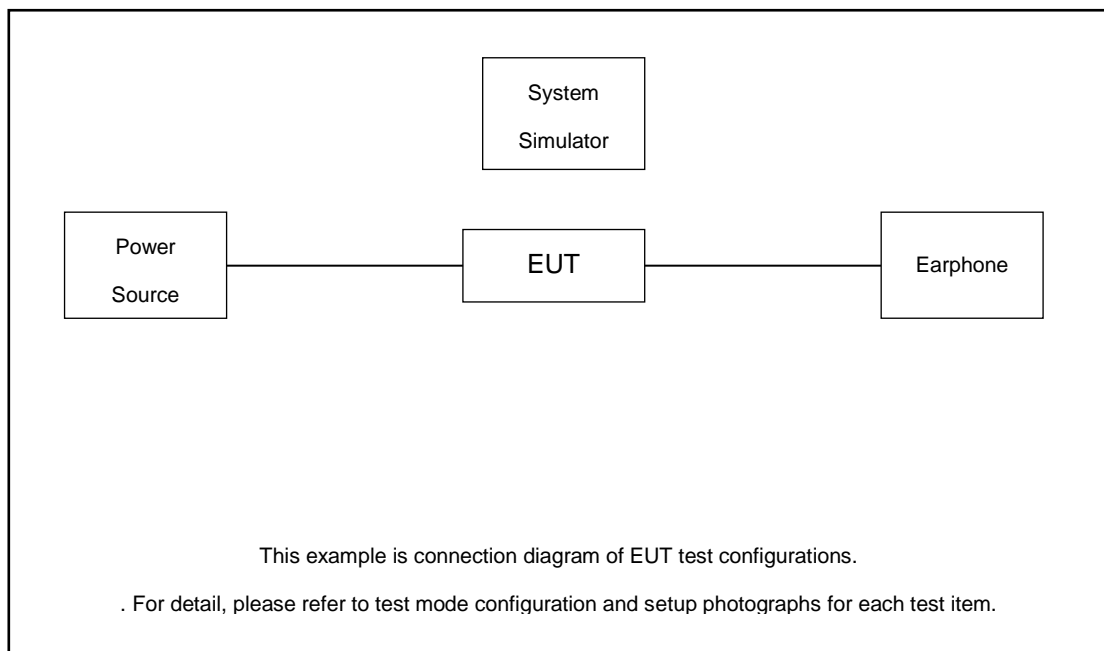 System
Simulator
Power
Source
EUT
Earphone
This example is connection diagram of EUT test configurations.
. For detail, please refer to test mode configuration and setup photographs for each test item.